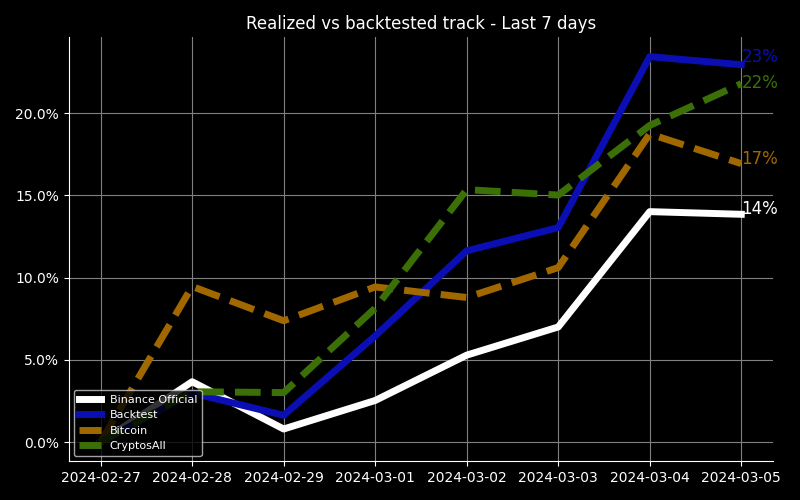 Realized vs backtested track - Last 7 days
23%
22%
20.0%
17%
15.0%
14%
10.0%
5.0%
Binance Official
Backtest
Bitcoin
CryptosAll
0.0%
2024-02-27 2024-02-28 2024-02-29 2024-03-01 2024-03-02 2024-03-03 2024-03-04 2024-03-05